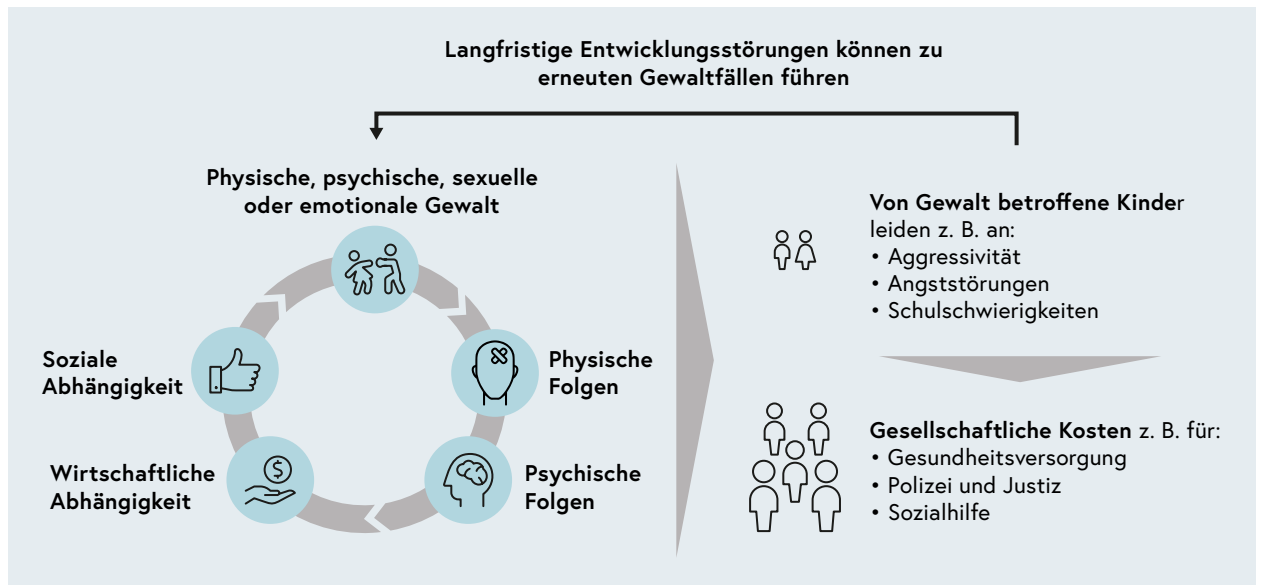 Langfristige Entwicklungsstörungen können zu
erneuten Gewaltfällen führen
Physische, psychische, sexuelle
oder emotionale Gewalt
Physische
Folgen
Psychische
Folgen
Wirtschaftliche
Abhängigkeit
Soziale
Abhängigkeit
$
Von Gewalt betroffene Kinder
leiden z. B. an:
• Aggressivität
• Angststörungen
• Schulschwierigkeiten
Gesellschaftliche Kosten z. B. für:
• Gesundheitsversorgung
• Polizei und Justiz
• Sozialhilfe